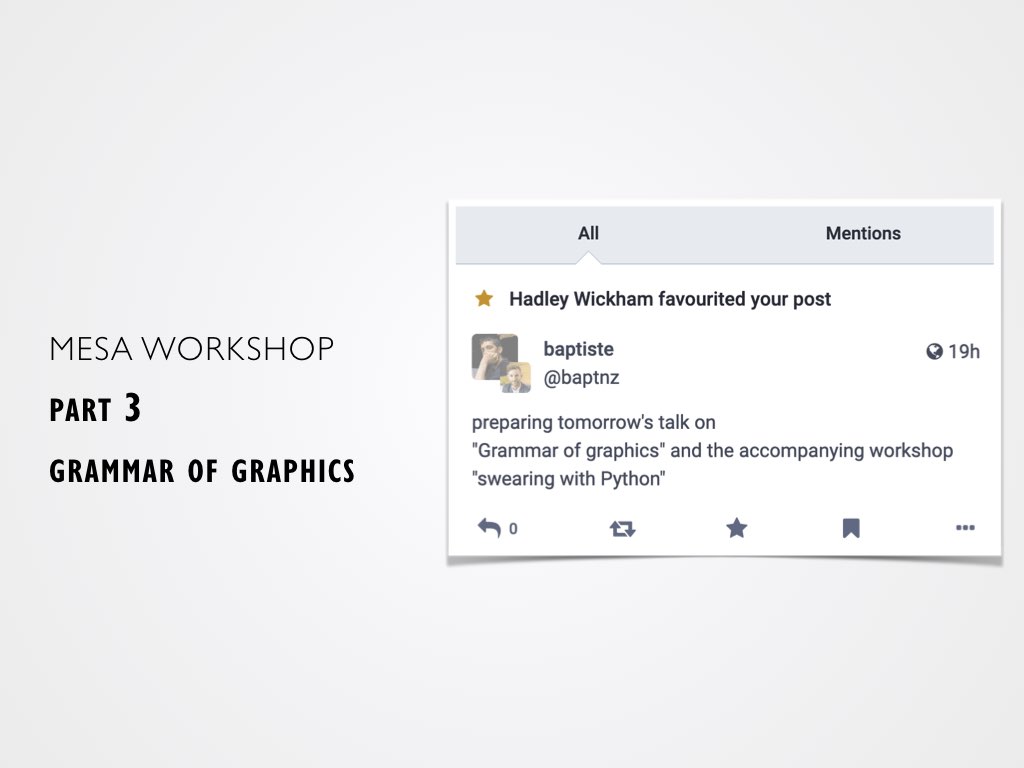 MESA WORKSHOP
PART 3
GRAMMAR OF GRAPHICS
All
Mentions
Hadley Wickham favourited your post
baptiste
19h
@baptnz
preparing tomorrow's talk on
"Grammar of graphics" and the accompanying workshop
"swearing with Python"
0